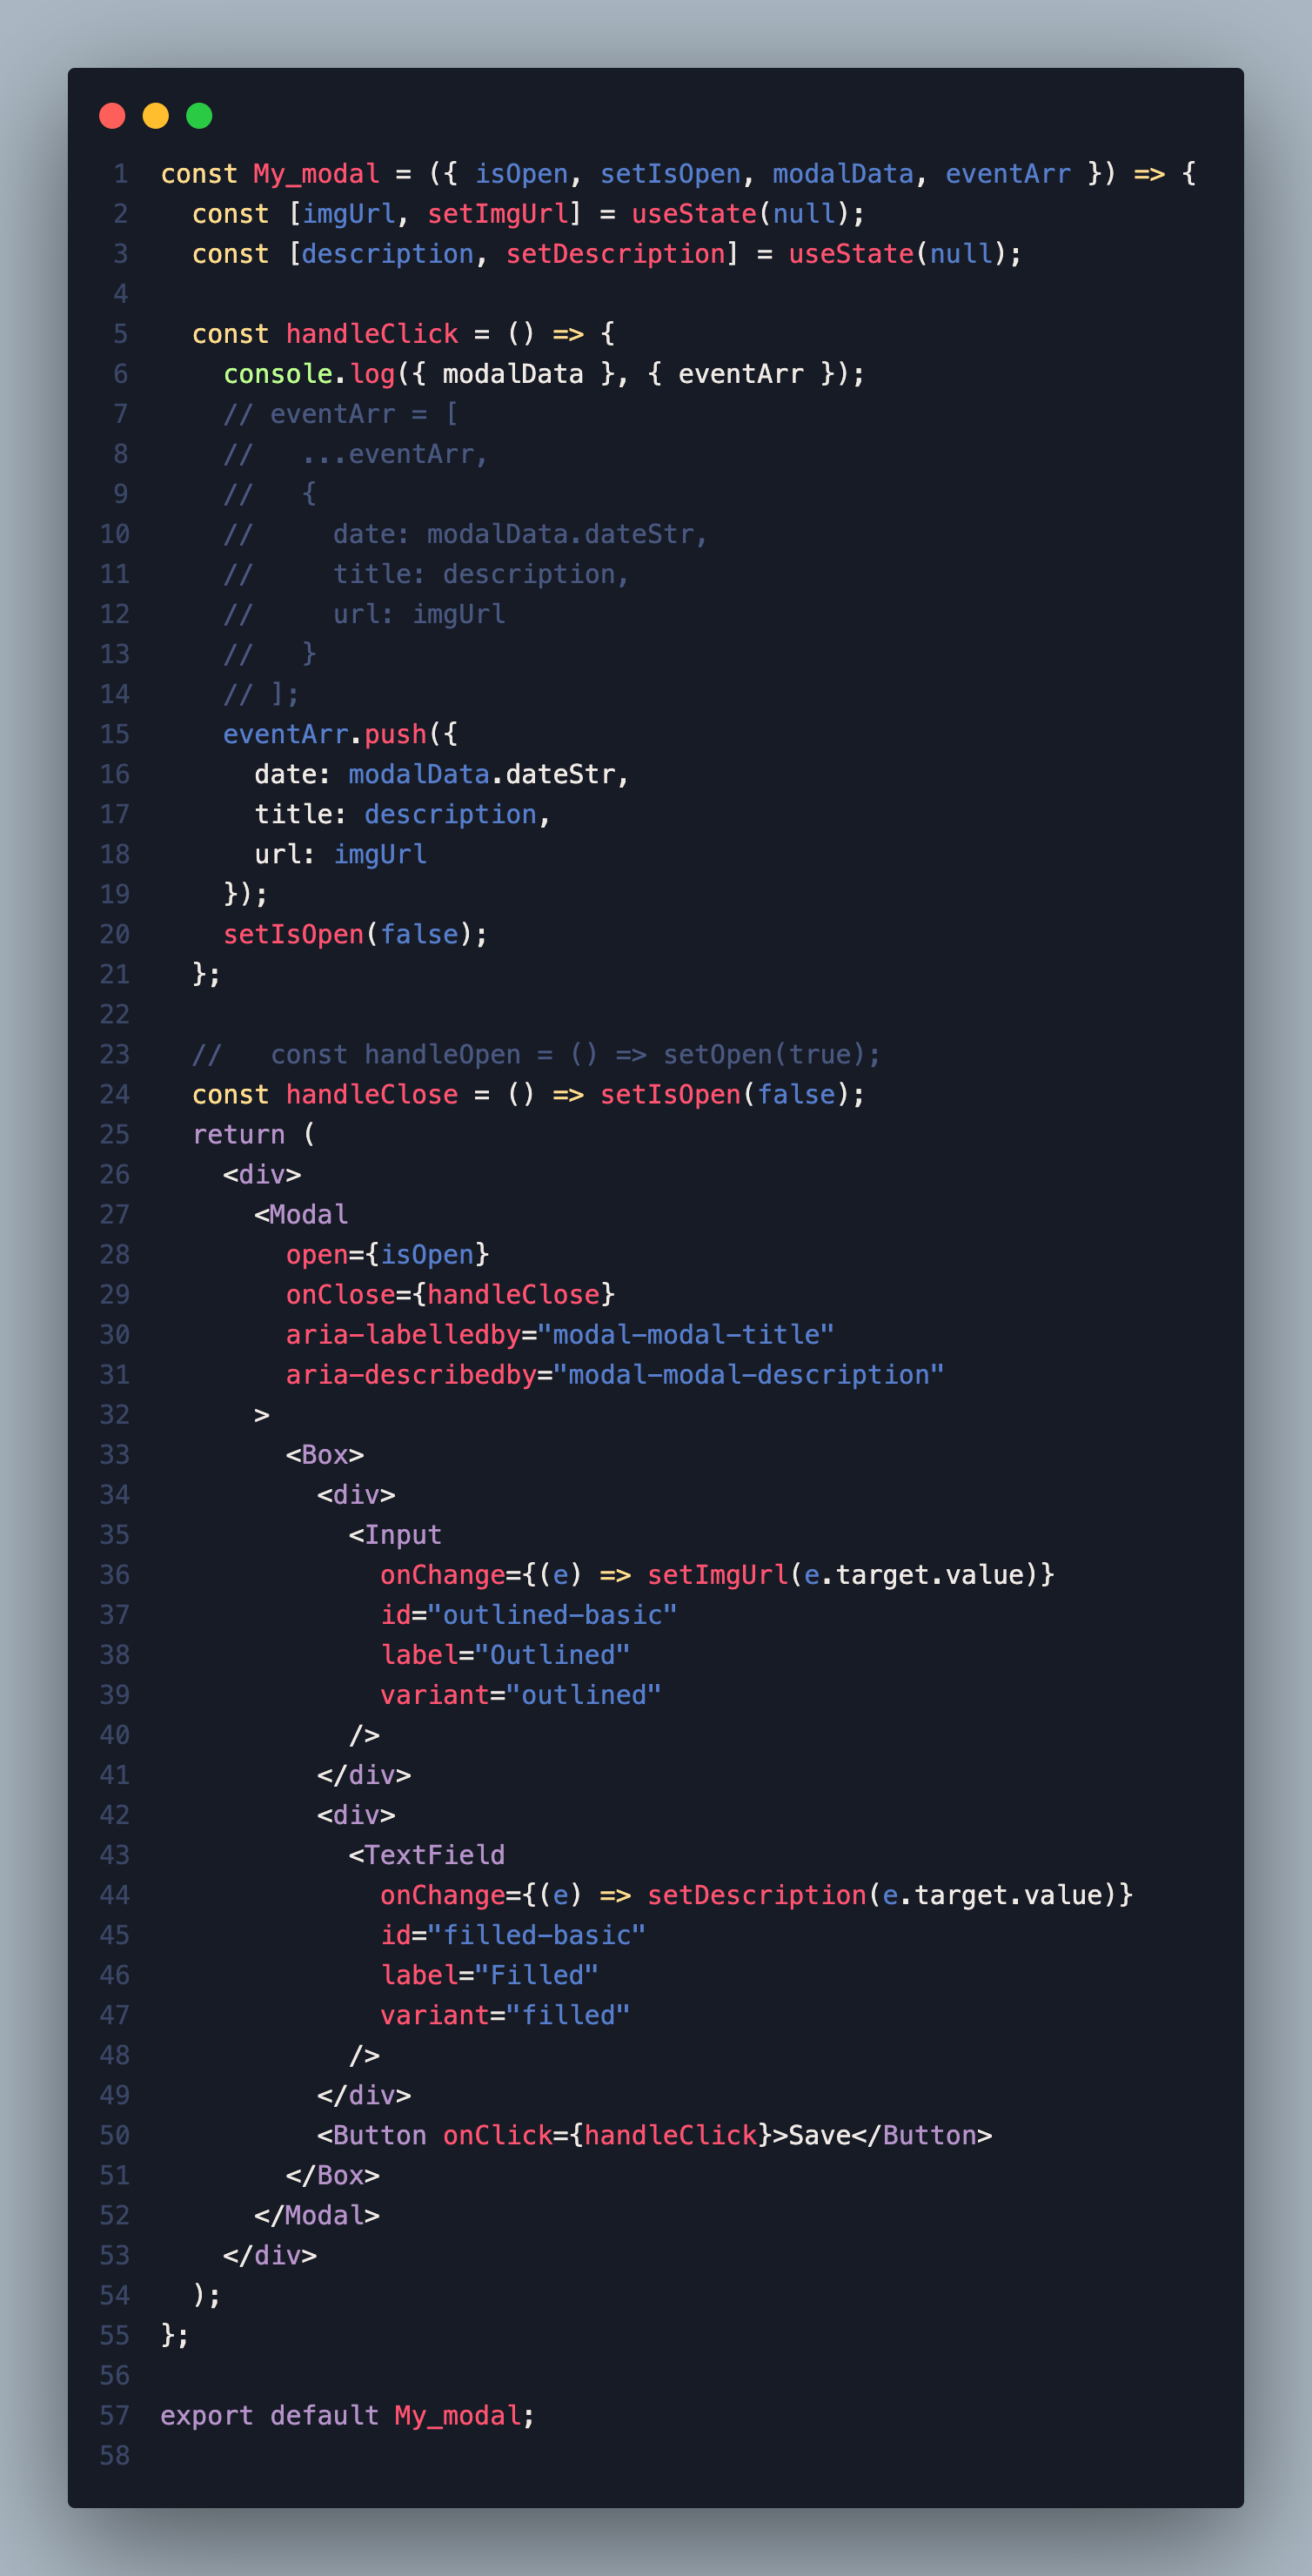 1 const My_modal = ({ isOpen, setIsOpen, modalData, eventArr }) => {
2   const [imgUrl, setImgUrl] = useState(null);
3   const [description, setDescription] = useState(null);
4
5   const handleClick = () => {
6     console.log({ modalData }, { eventArr });
7     // eventArr = [
8     //   ...eventArr,
9     //   {
10     //     date: modalData.dateStr,
11     //     title: description,
12     //     url: imgUrl
13     //   }
14     // ];
15     eventArr.push({
16       date: modalData.dateStr,
17       title: description,
18       url: imgUrl
19     });
20     setIsOpen(false);
21   };
22
23   //   const handleOpen = () => setOpen(true);
24   const handleClose = () => setIsOpen(false);
25   return (
26     <div>
27       <Modal
28         open={isOpen}
29         onClose={handleClose}
30         aria-labelledby="modal-modal-title"
31         aria-describedby="modal-modal-description"
32       >
33         <Box>
34           <div>
35             <Input
36               onChange={(e) => setImgUrl(e.target.value)}
37               id="outlined-basic"
38               label="Outlined"
39               variant="outlined"
40             />
41           </div>
42           <div>
43             <TextField
44               onChange={(e) => setDescription(e.target.value)}
45               id="filled-basic"
46               label="Filled"
47               variant="filled"
48             />
49           </div>
50           <Button onClick={handleClick}>Save</Button>
51         </Box>
52       </Modal>
53     </div>
54   );
55 };
56
57 export default My_modal;
58